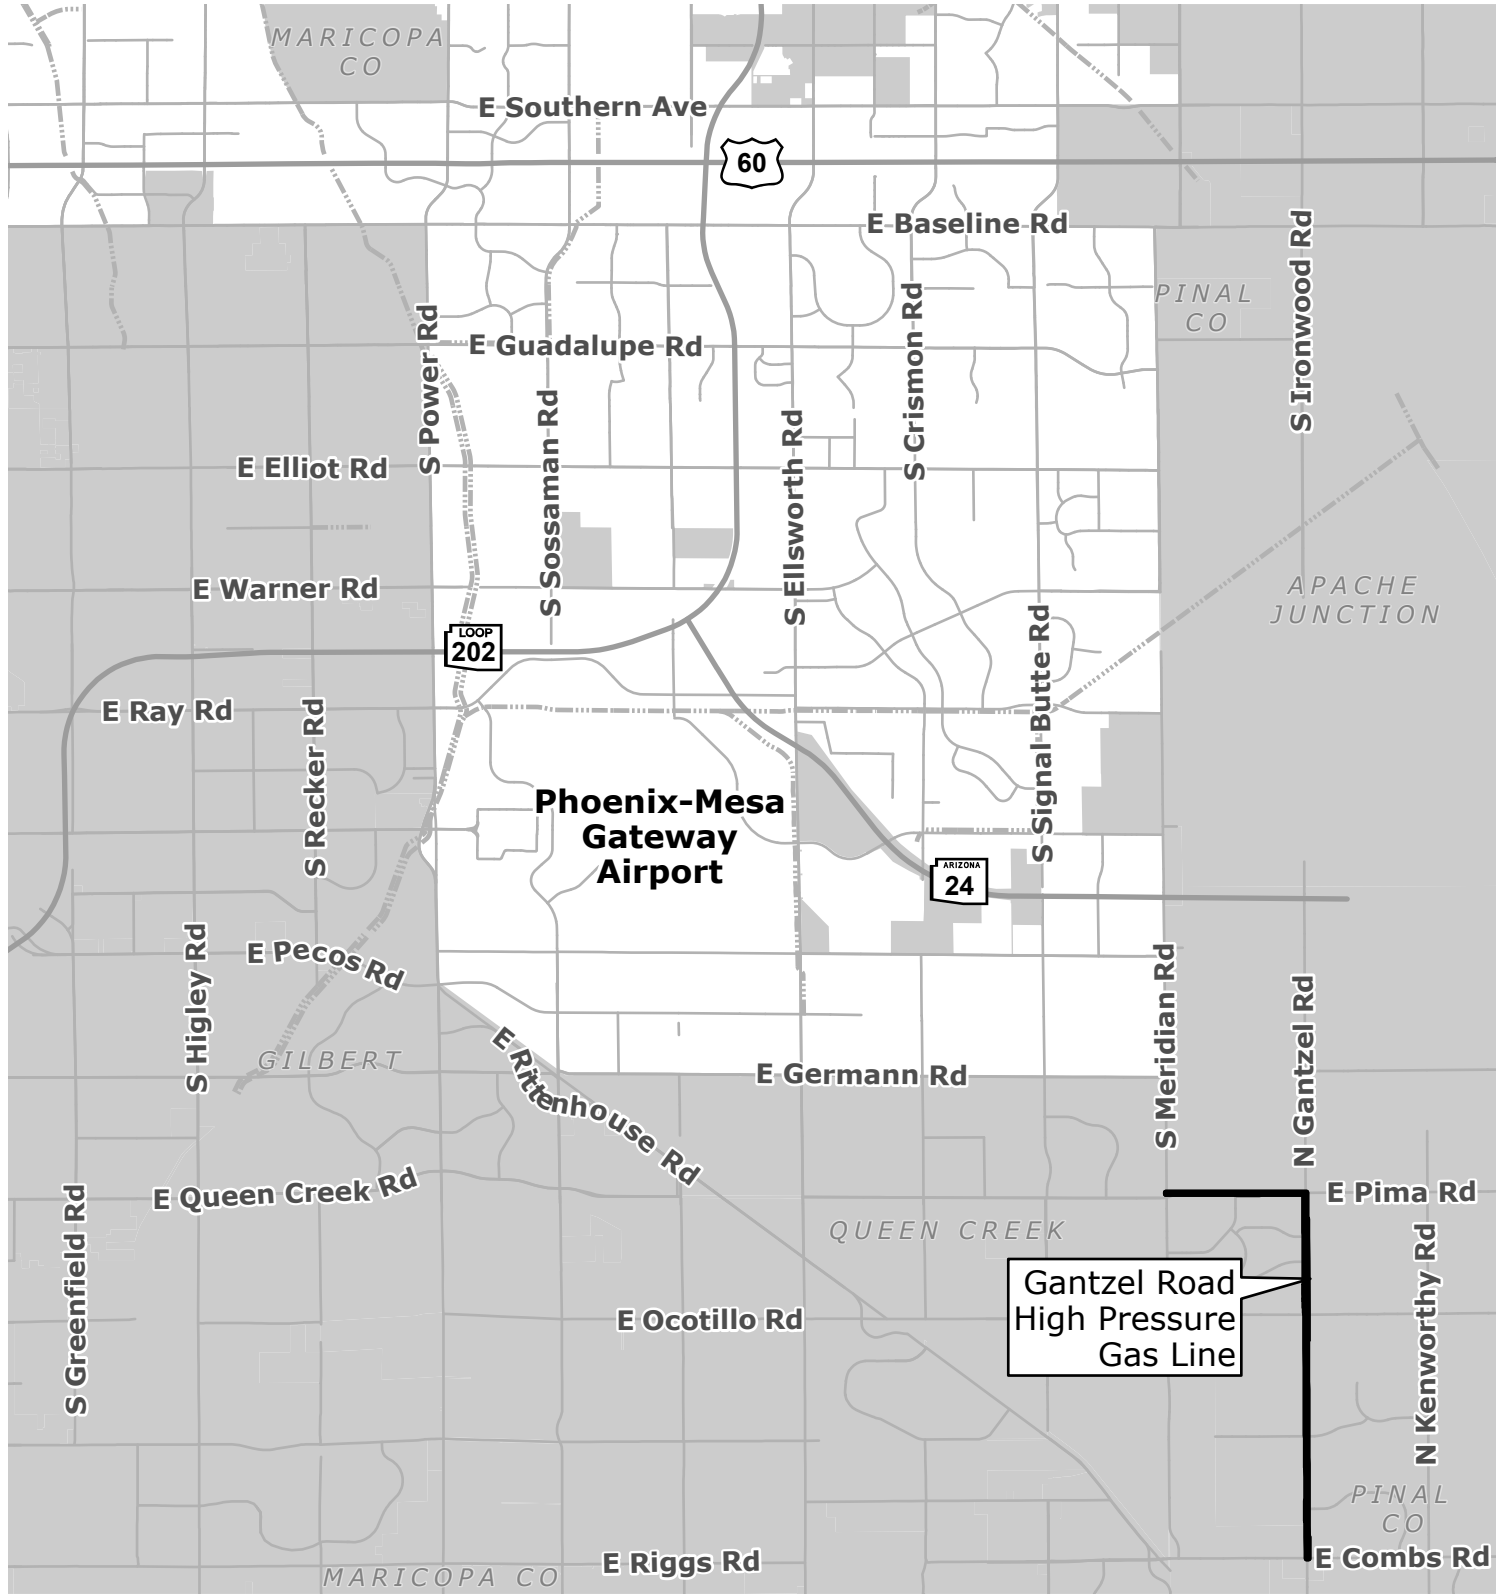 MARICOPA
CO
E Southern Ave
60
E Baseline Rd
S Ironwood Rd
PINAL
CO
S Power Rd
E Guadalupe Rd
S Crismon Rd
S Sossaman Rd
S Ellsworth Rd
E Elliot Rd
E Warner Rd
APACHE
JUNCTION
LOOP
202
S Signal Butte Rd
E Ray Rd
S Recker Rd
Phoenix-Mesa
Gateway
Airport
ARIZONA
24
S Higley Rd
E Pecos Rd
S Meridian Rd
N Gantzel Rd
GILBERT
E Rittenhouse Rd
E Germann Rd
E Queen Creek Rd
S Greenfield Rd
E Pima Rd
QUEEN CREEK
N Kenworthy Rd
Gantzel Road
High Pressure
Gas Line
E Ocotillo Rd
PINAL
CO
E Riggs Rd
E Combs Rd
MARICOPA CO